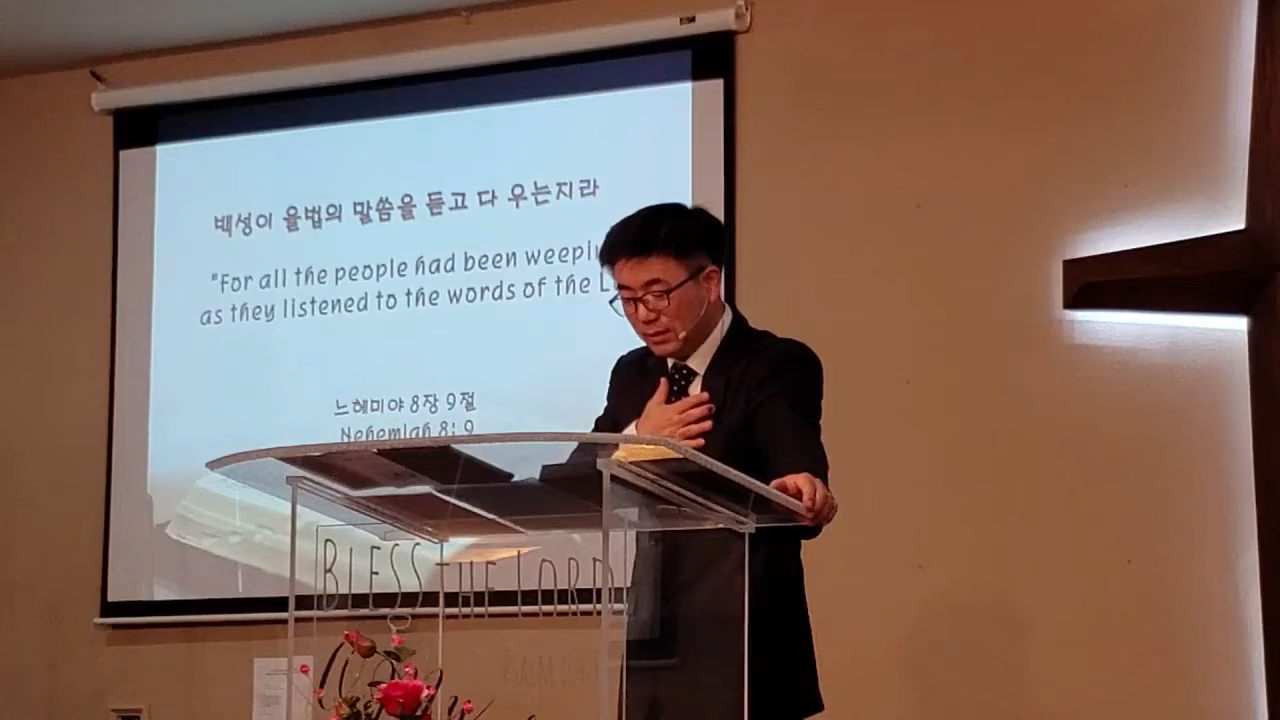 백성이 율법의 말씀을 듣고 다 우는지라
"For all the people had been
as they listened to the words of the
느헤미야 8장 9절
Nehemiah 8: 9
BLESS THE LORD